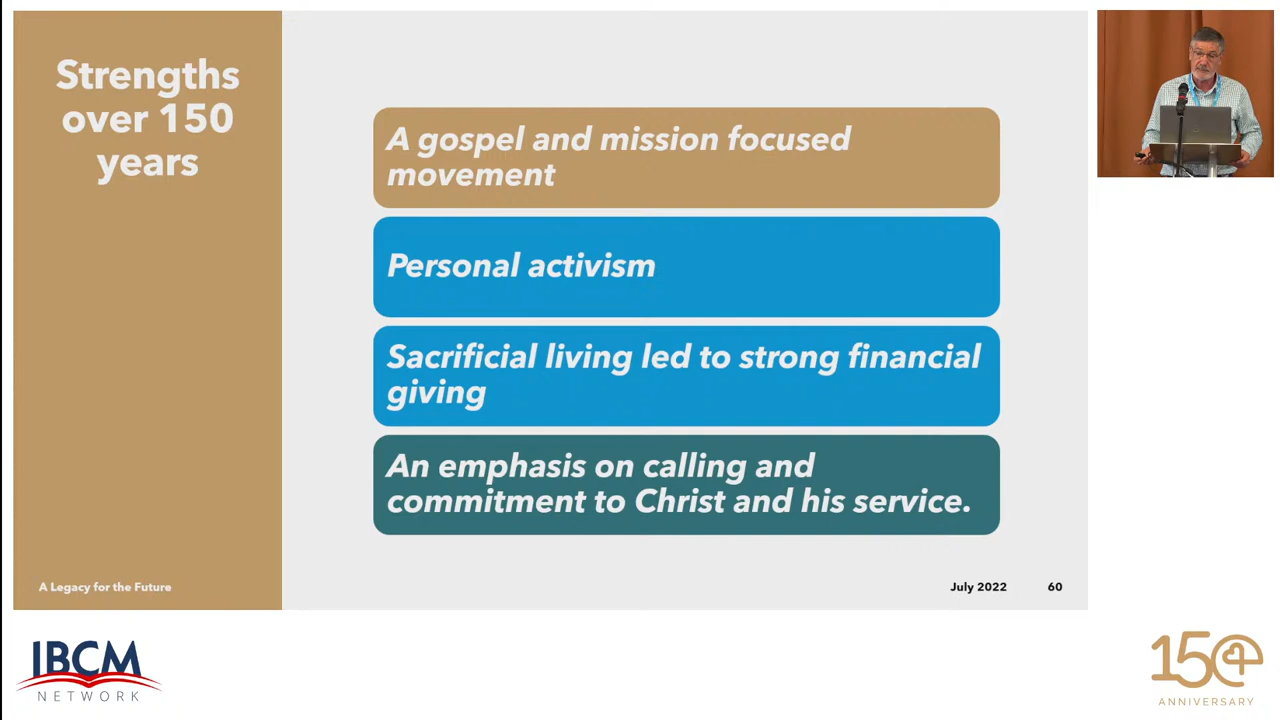 Strengths
over 150
years
A gospel and mission focused
movement
Personal activism
Sacrificial living led to strong financial
giving
An emphasis on calling and
commitment to Christ and his service.
A Legacy for the Future
July 2022 60
IBCM
NETWORK
150
ANNIVERSARY